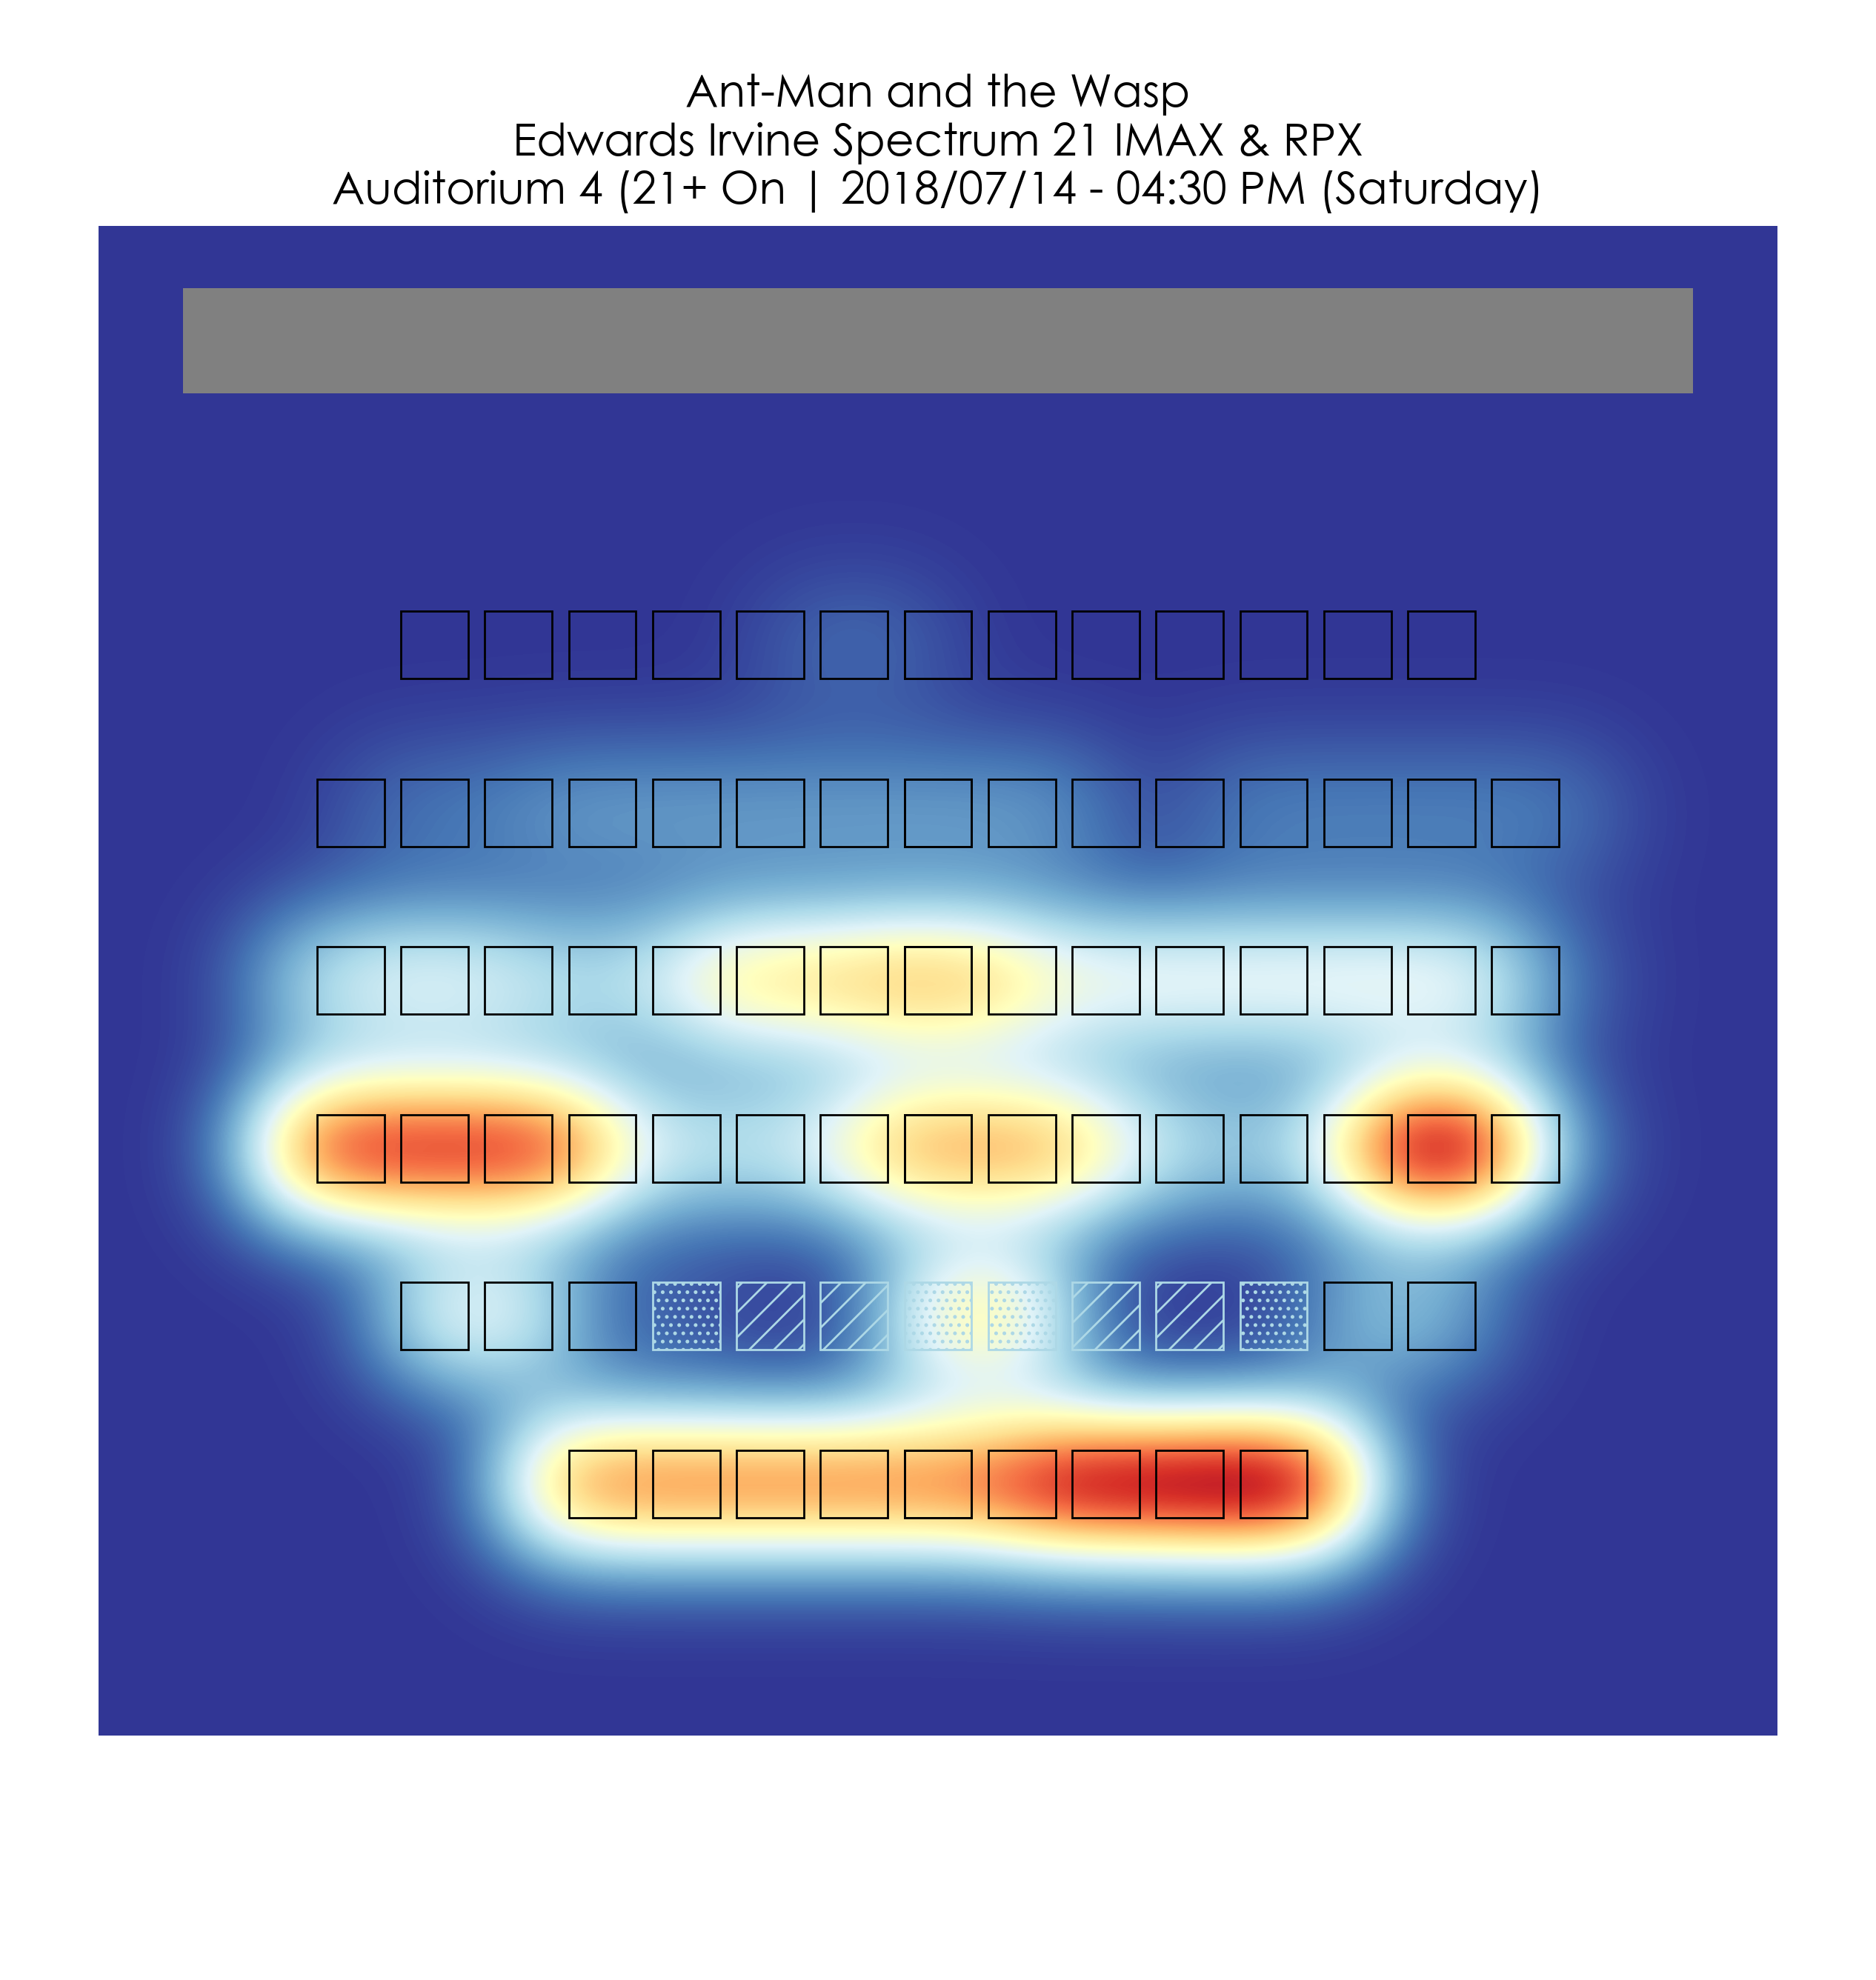 Ant-Man and the Wasp
Edwards Irvine Spectrum 21 IMAX & RPX
Auditorium 4 (21+ On | 2018/07/14 - 04:30 PM (Saturday)